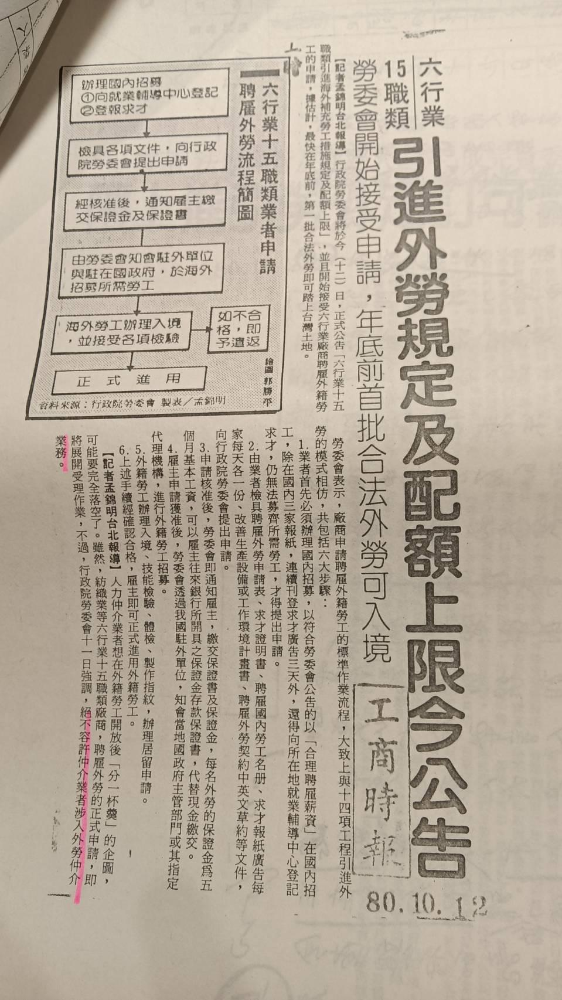 六行業
15職類
引進外勞規定及配額上限今公告
勞委會開始接受申請，年底前首批合法外勞可入境
工商時報
80.10.12
【記者孟錦明台北報導】行政院勞委會將於今（十二）日，正式公告「六行業十五
職類引進海外補充勞工措施規定及配額上限」，並且開始接受六行業廠商聘雇外籍勞
工的申請，據估計，最快在年底前，第一批合法外勞即可踏上台灣土地。
六行業十五職類業者申請
聘雇外勞流程簡圖
辦理國內招募
①向就業輔導中心登記
②登報求才
檢具各項文件，向行政
院勞委會提出申請
經核准後，通知雇主繳
交保證金及保證書
由勞委會知會駐外單位
與駐在國政府，於海外
招募所需勞工
海外勞工辦理入境
，並接受各項檢驗
如不合
格，即
予遣返
正式進用
繪圖 郭勝平
資料來源：行政院勞委會 製表／孟錦明
勞委會表示，廠商申請聘雇外籍勞工的標準作業流程，大致上與十四項工程引進外
勞的模式相仿，共包括六大步驟：
1.業者首先必須辦理國內招募，以符合勞委會公告的以「合理聘雇薪資」在國內招
工，除在國內三家報紙，連續刊登求才廣告三天外，還得向所在地就業輔導中心登記
求才，仍無法募齊所需勞工，才得提出申請。
2.由業者檢具聘雇外勞申請表、求才證明書、聘雇國內勞工名册、求才報紙廣告每
家每天各一份、改善生產設備或工作環境計畫書、聘雇外勞契約中英文草約等文件，
向行政院勞委會提出申請。
3.申請核准後，勞委會即通知雇主，繳交保證書及保證金，每名外勞的保證金爲五
個月基本工資，可以雇主往來銀行所開具之保證金存款保證書，代替現金繳交。
4.雇主申請獲准後，勞委會透過我國駐外單位，知會當地國政府主管部門或其指定
代理機構，進行外籍勞工招募。
5.外籍勞工辦理入境、技能檢驗、體檢、製作指紋，辦理居留申請。
6.上述手續經確認合格，雇主即可正式進用外籍勞工。
【記者孟錦明台北報導】人力仲介業者想在外籍勞工開放後「分一杯羹」的企圖，
可能要完全落空了。雖然，紡織業等六行業十五職類廠商，聘雇外勞的正式申請，即
將展開受理作業，不過，行政院勞委會十一日強調，絕不容許仲介業者涉入外勞仲介
業務。